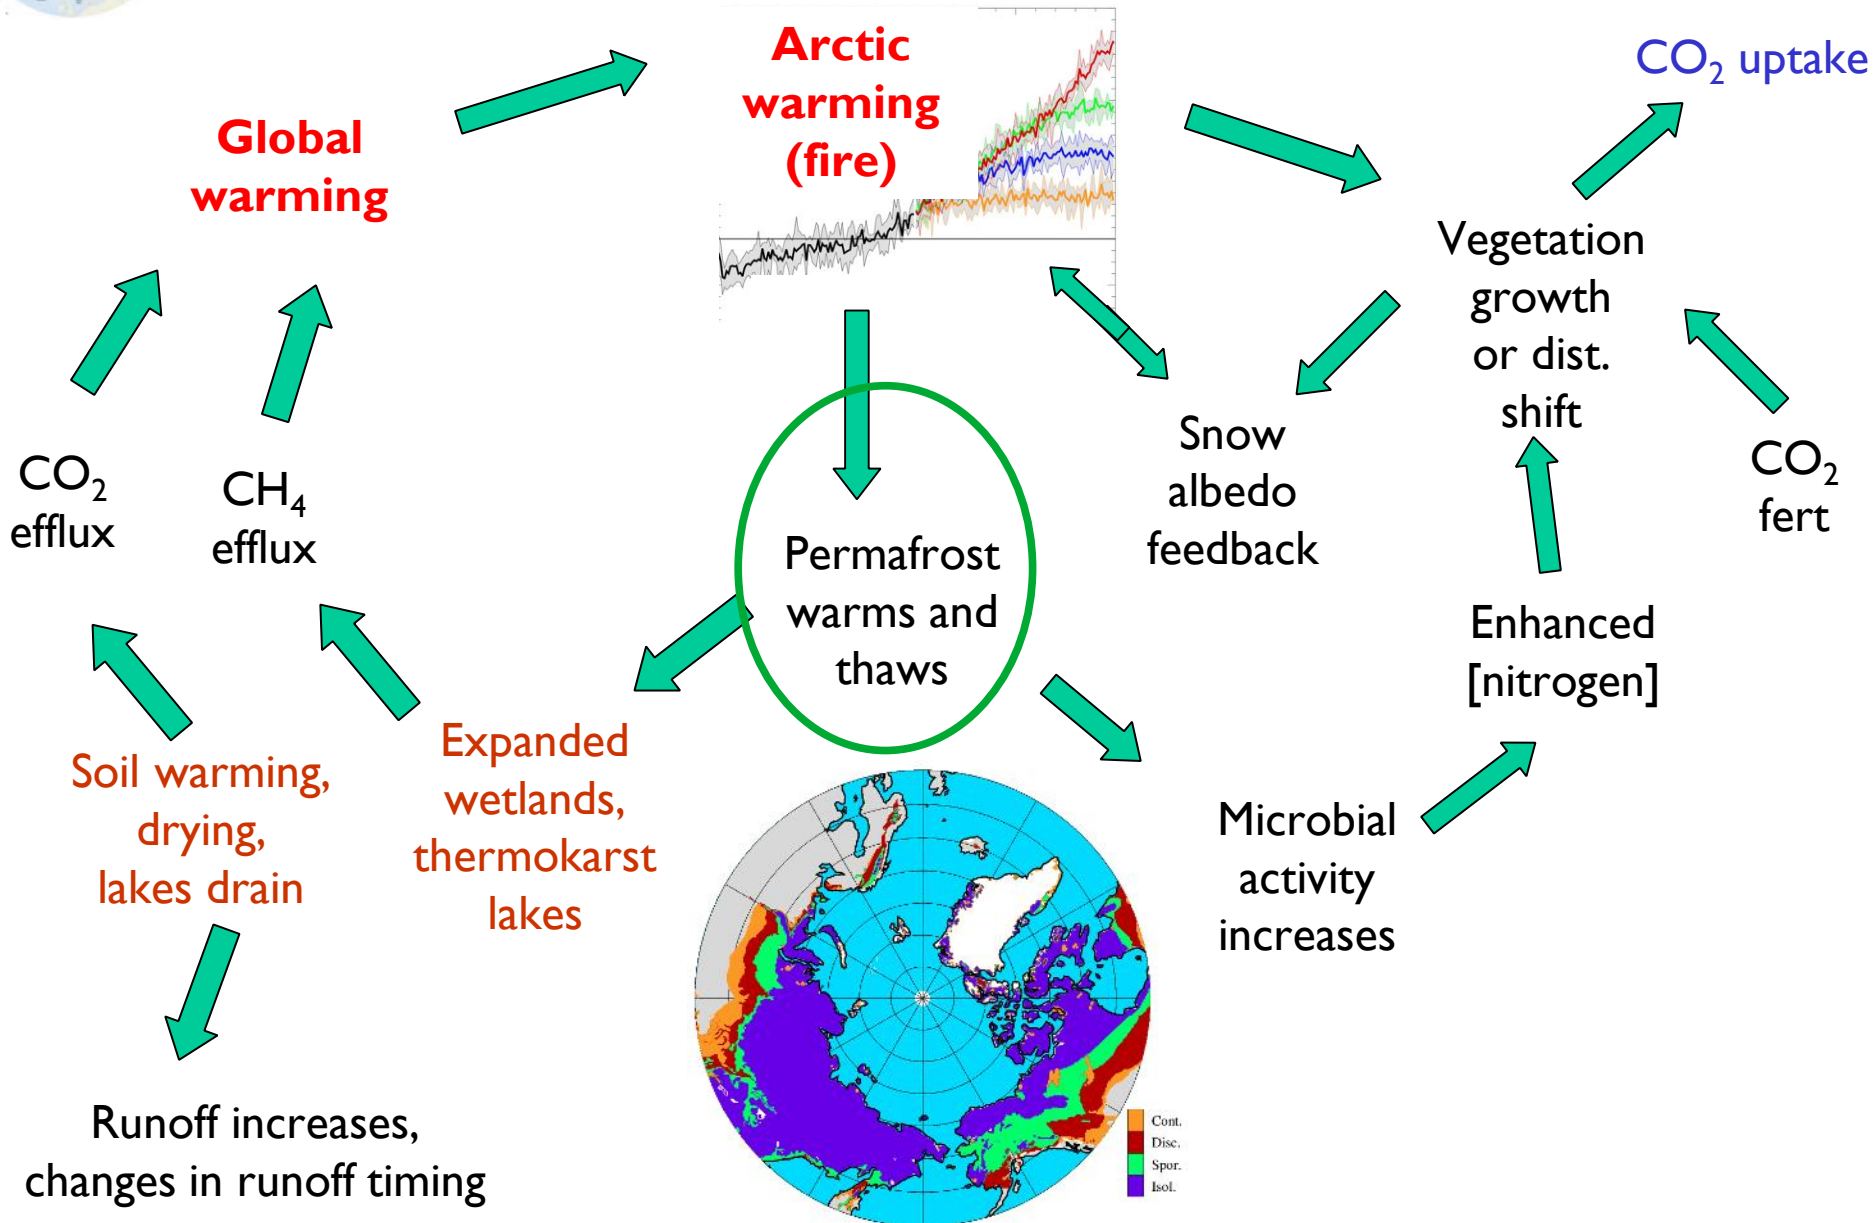 Arctic
warming
(fire)
CO₂ uptake
Global
warming
Vegetation
growth
or dist.
shift
CO₂
efflux
CH₄
efflux
Snow
albedo
feedback
CO₂
fert
Permafrost
warms and
thaws
Enhanced
[nitrogen]
Soil warming,
drying,
lakes drain
Expanded
wetlands,
thermokarst
lakes
Microbial
activity
increases
Runoff increases,
changes in runoff timing
Cont.
Disc.
Spor.
Isol.